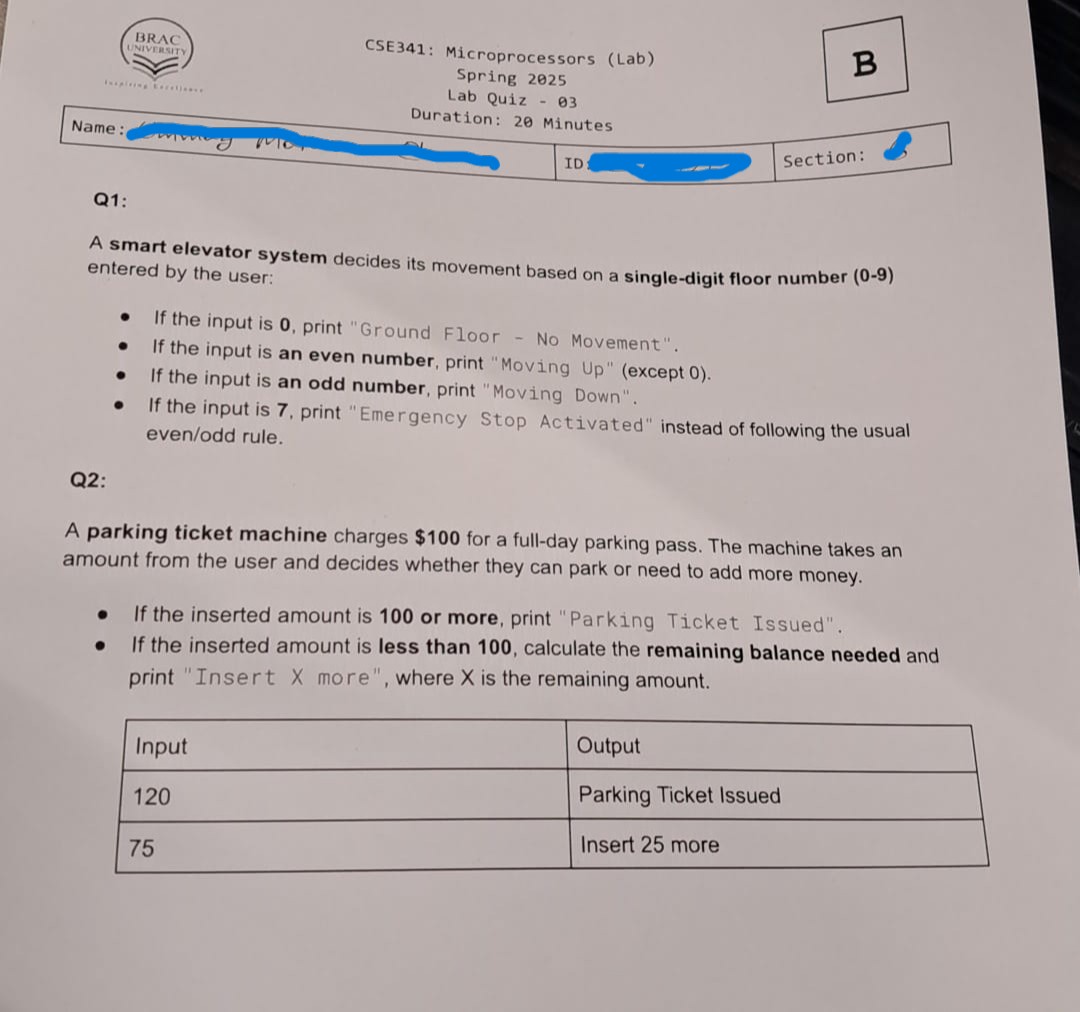 BRAC
UNIVERSITY
Inspiring Excellence
CSE341: Microprocessors (Lab)
Spring 2025
Lab Quiz - 03
Duration: 20 Minutes
B
Name:
ID:
Section:
Q1:
A smart elevator system decides its movement based on a single-digit floor number (0-9)
entered by the user:
• If the input is 0, print "Ground Floor - No Movement".
• If the input is an even number, print "Moving Up" (except 0).
• If the input is an odd number, print "Moving Down".
• If the input is 7, print "Emergency Stop Activated" instead of following the usual
even/odd rule.
Q2:
A parking ticket machine charges $100 for a full-day parking pass. The machine takes an
amount from the user and decides whether they can park or need to add more money.
• If the inserted amount is 100 or more, print "Parking Ticket Issued".
• If the inserted amount is less than 100, calculate the remaining balance needed and
print "Insert X more", where X is the remaining amount.
Input Output
120 Parking Ticket Issued
75 Insert 25 more